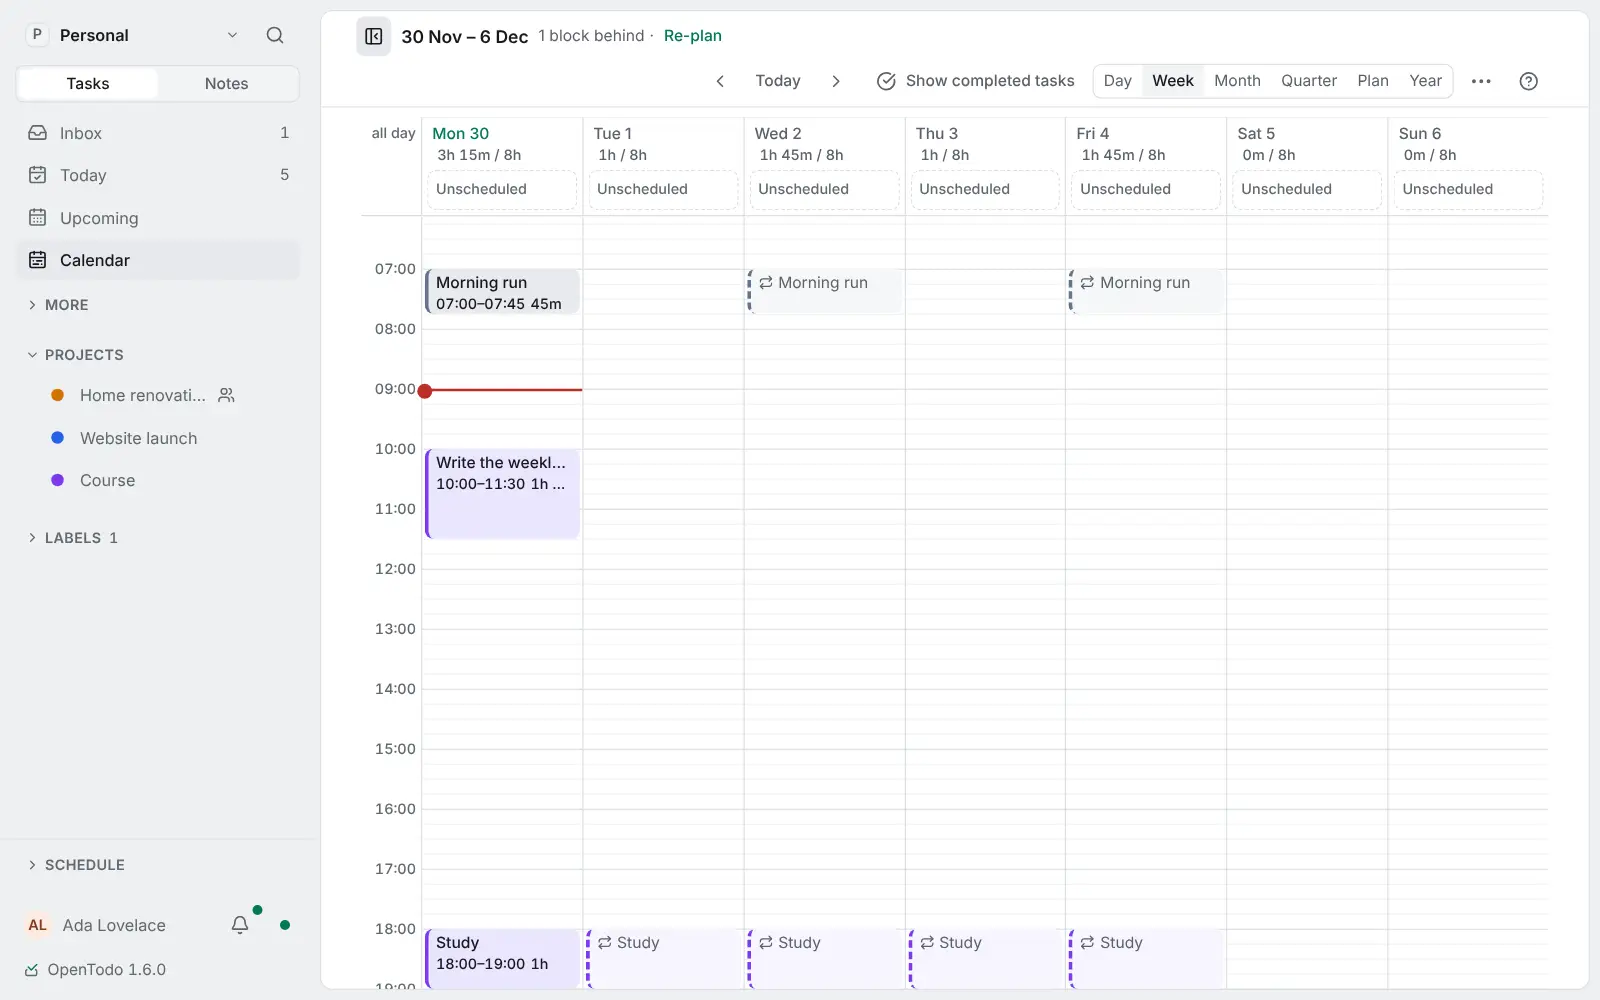 P Personal
Tasks Notes
Inbox 1
Today 5
Upcoming
Calendar
MORE
PROJECTS
Home renovati...
Website launch
Course
LABELS 1
SCHEDULE
AL Ada Lovelace
OpenTodo 1.6.0
30 Nov – 6 Dec 1 block behind · Re-plan
Today Show completed tasks Day Week Month Quarter Plan Year
all day Mon 30 Tue 1 Wed 2 Thu 3 Fri 4 Sat 5 Sun 6
3h 15m / 8h 1h / 8h 1h 45m / 8h 1h / 8h 1h 45m / 8h 0m / 8h 0m / 8h
Unscheduled Unscheduled Unscheduled Unscheduled Unscheduled Unscheduled Unscheduled
07:00
Morning run Morning run Morning run
07:00–07:45 45m
08:00
09:00
10:00
Write the weekl...
10:00–11:30 1h ...
11:00
12:00
13:00
14:00
15:00
16:00
17:00
18:00
Study Study Study Study Study
18:00–19:00 1h
19:00